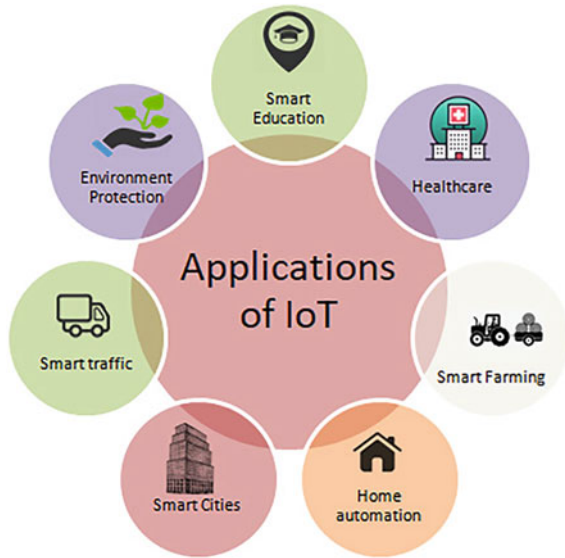 Smart
Education
Healthcare
Smart Farming
Home
automation
Smart Cities
Smart traffic
Environment
Protection
Applications
of IoT